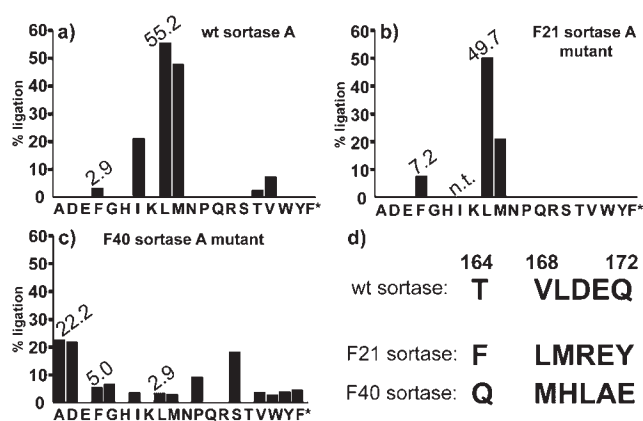 a) wt sortase A
% ligation
60
50
40
30
20
10
0
2.9
55.2
A D E F G H I K L M N P Q R S T V W Y F*
b) F21 sortase A
mutant
% ligation
60
50
40
30
20
10
0
7.2
n.t.
49.7
A D E F G H I K L M N P Q R S T V W Y F*
c) F40 sortase A mutant
% ligation
60
50
40
30
20
10
0
22.2
5.0
2.9
A D E F G H I K L M N P Q R S T V W Y F*
d)
164 168 172
wt sortase: T VLDEQ
F21 sortase: F LMREY
F40 sortase: Q MHLAE